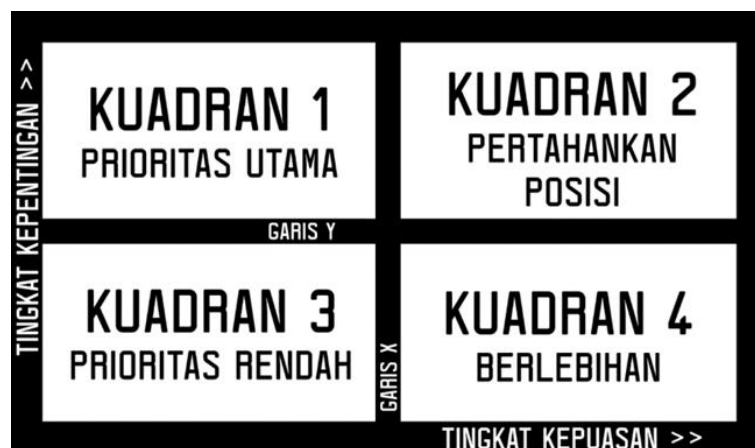 TINGKAT KEPENTINGAN >>
KUADRAN 1
PRIORITAS UTAMA
KUADRAN 2
PERTAHANKAN
POSISI
GARIS Y
KUADRAN 3
PRIORITAS RENDAH
GARIS X
KUADRAN 4
BERLEBIHAN
TINGKAT KEPUASAN >>